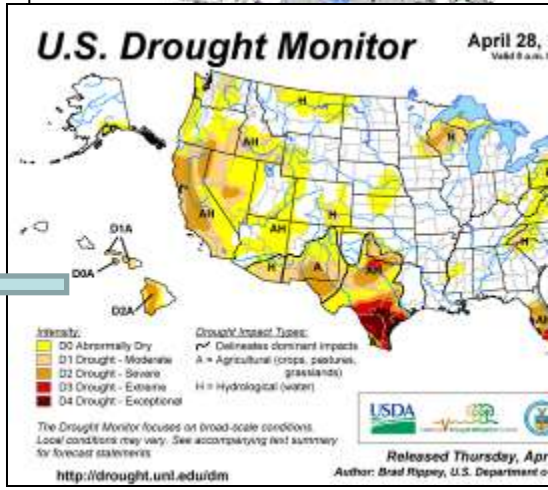 U.S. Drought Monitor
April 28,
Valid 8 a.m.
H
H
AH
AH
H
AH
H
H
A
AH
D1A
D0A
D2A
Intensity:
D0 Abnormally Dry
D1 Drought - Moderate
D2 Drought - Severe
D3 Drought - Extreme
D4 Drought - Exceptional
Drought Impact Types:
Delineates dominant impacts
A = Agricultural (crops, pastures,
grasslands)
H = Hydrological (water)
The Drought Monitor focuses on broad-scale conditions.
Local conditions may vary. See accompanying text summary
for forecast statements
http://drought.unl.edu/dm
USDA
Released Thursday, Apr
Author: Brad Rippey, U.S. Department o